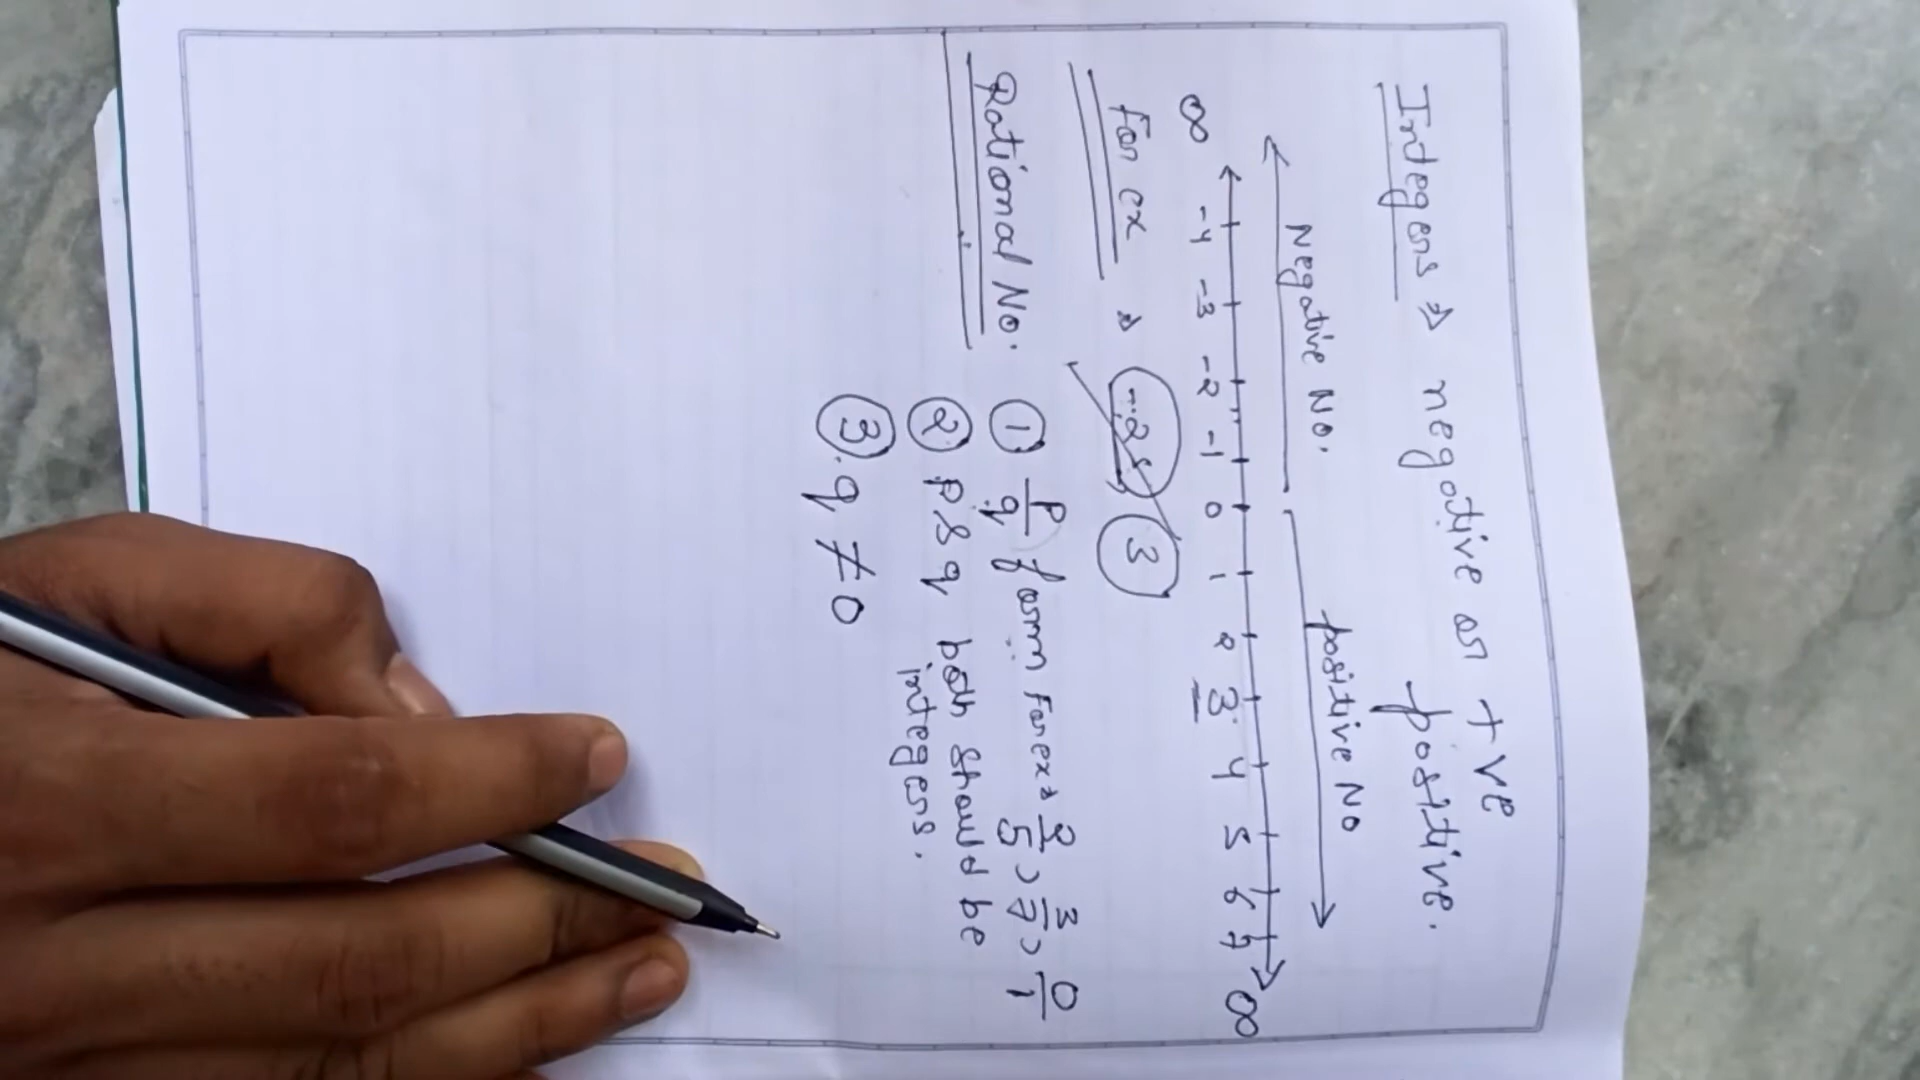 Integers → negative or +ve
positive.
Negative No. positive No
∞ -4 -3 -2 -1 0 1 2 3 4 5 6 7 ∞
For ex → 3
Rational No. ① p/q form For ex → 2/5, 3/7, 0/1
② P & q both should be
integers.
③ q ≠ 0